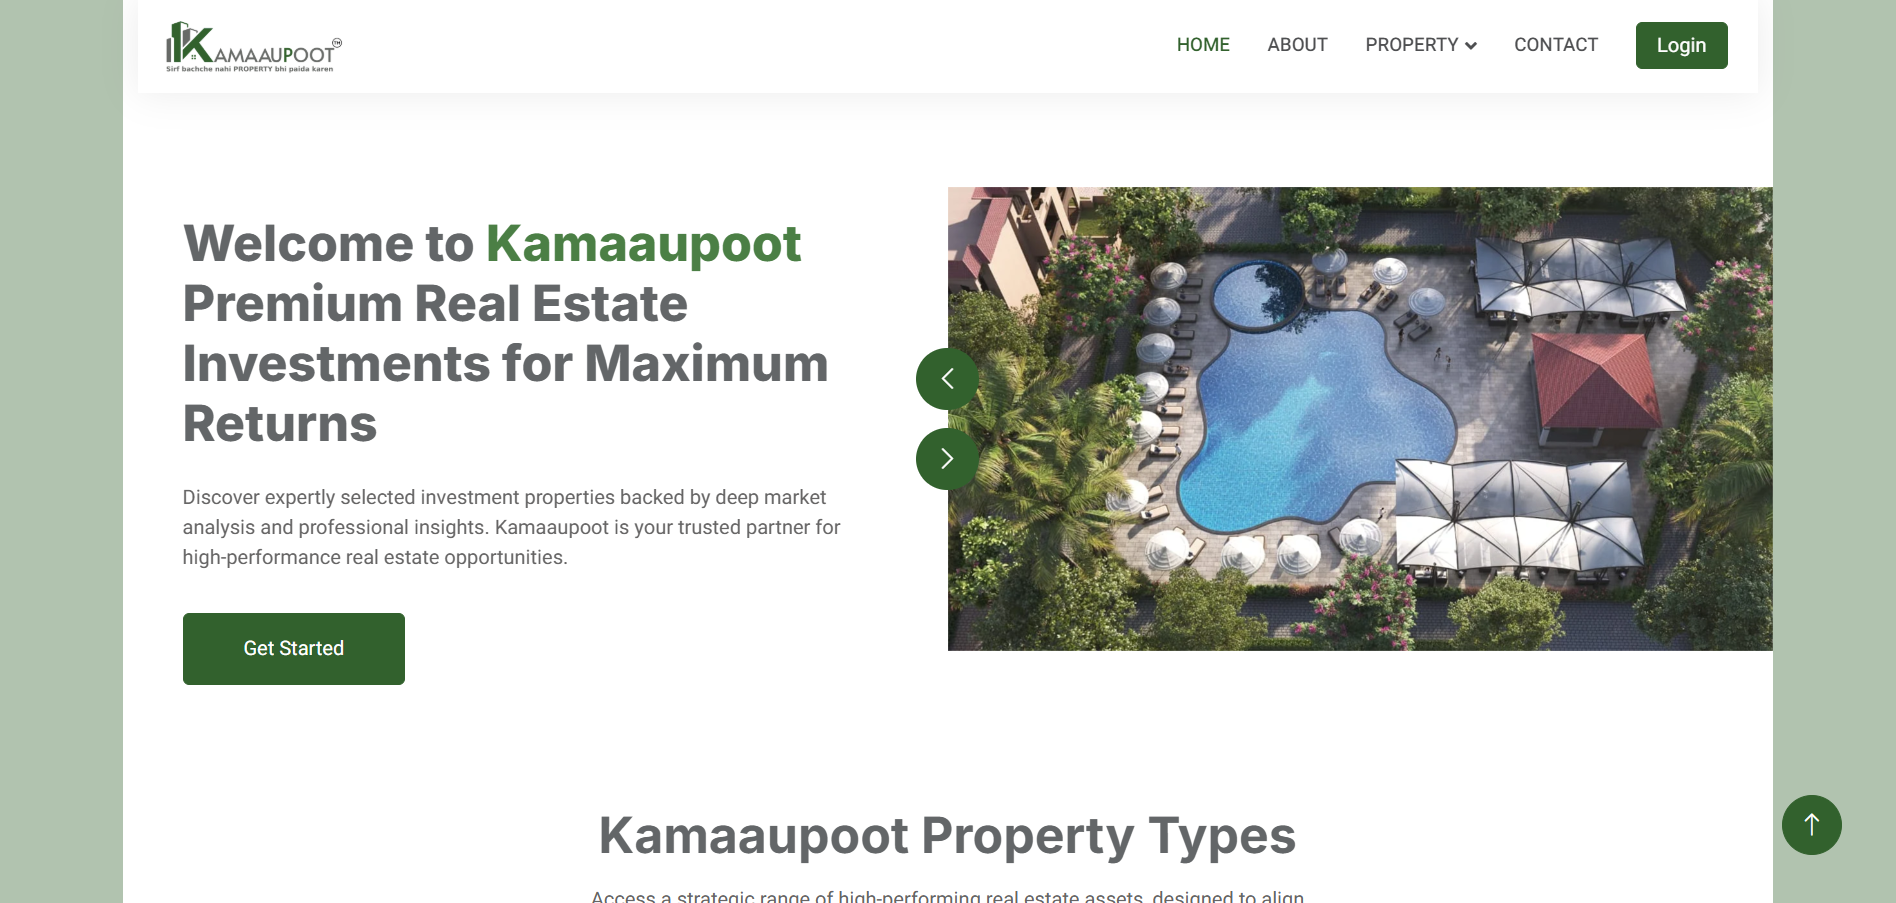 KAMAAUPOOT TM
Sirf bachche nahi PROPERTY bhi paida karen
HOME
ABOUT
PROPERTY
CONTACT
Login
Welcome to Kamaaupoot
Premium Real Estate
Investments for Maximum
Returns
Discover expertly selected investment properties backed by deep market
analysis and professional insights. Kamaaupoot is your trusted partner for
high-performance real estate opportunities.
Get Started
Kamaaupoot Property Types
Access a strategic range of high-performing real estate assets, designed to align